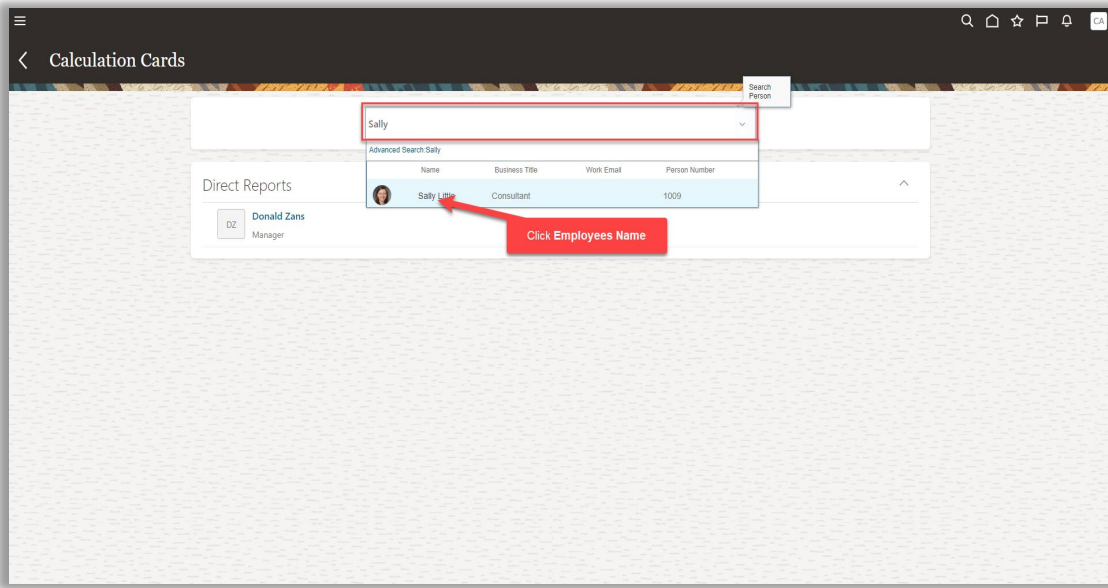 CA
Calculation Cards
Search
Person
Sally
Advanced Search:Sally
Name Business Title Work Email Person Number
Sally Little Consultant 1009
Click Employees Name
Direct Reports
DZ
Donald Zans
Manager